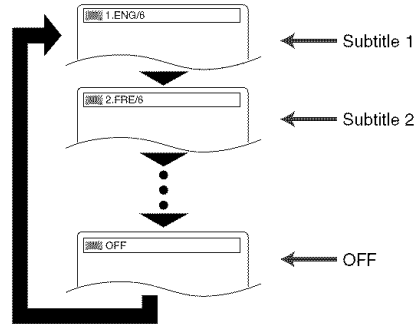 1.ENG/6
Subtitle 1
2.FRE/6
Subtitle 2
OFF
OFF